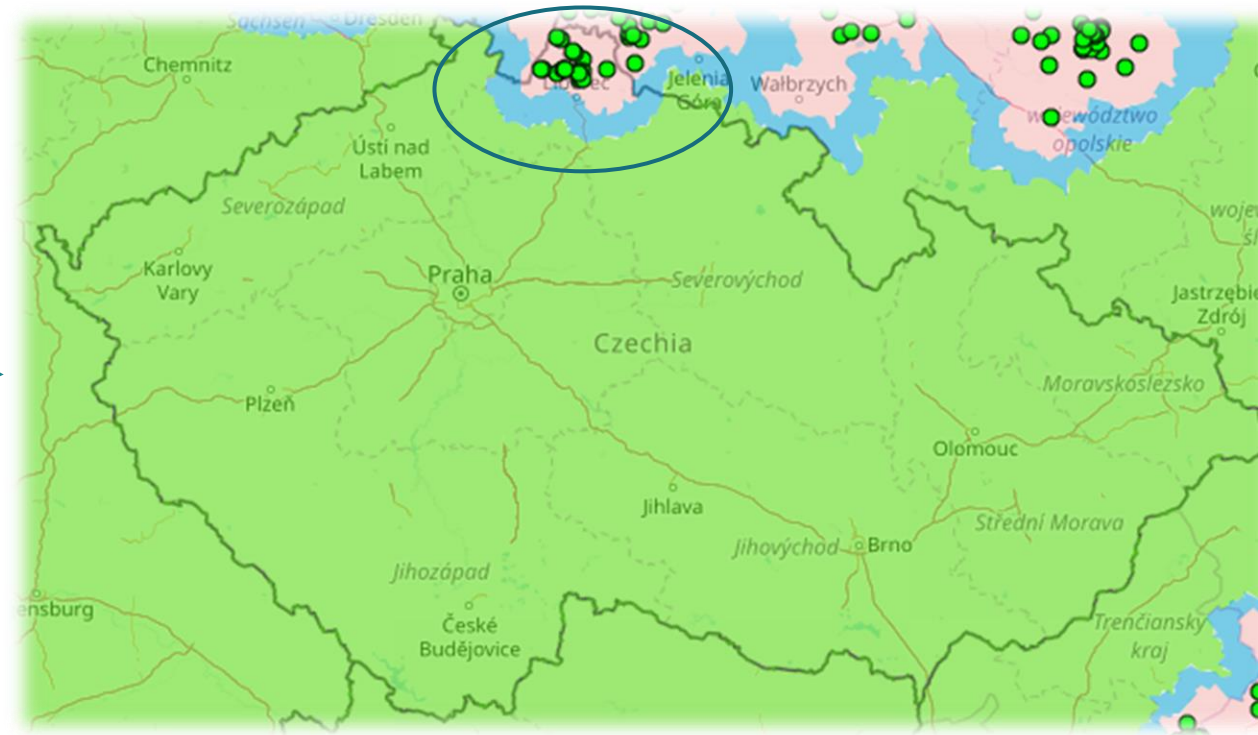 Sachsen
Dresden
Chemnitz
Jelenia
Góra
Wałbrzych
województwo
opolskie
Ústí nad
Labem
Severozápad
Karlovy
Vary
Praha
Severovýchod
Jastrzębie
Zdrój
Czechia
Moravskoslezsko
Plzeň
Olomouc
Jihlava
Střední Morava
Jihovýchod
Brno
Jihozápad
ensburg
České
Budějovice
Trenčiansky
kraj